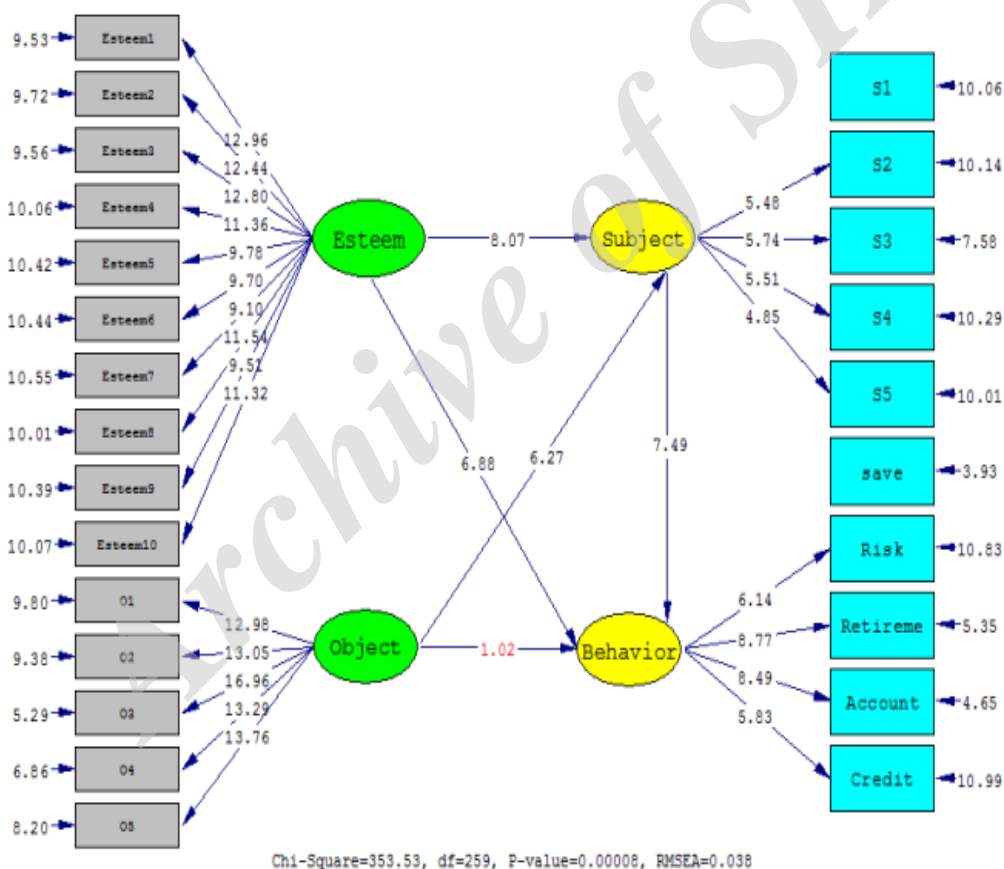 9.53 Esteem1
9.72 Esteem2
9.56 Esteem3
10.06 Esteem4
10.42 Esteem5
10.44 Esteem6
10.55 Esteem7
10.01 Esteem8
10.39 Esteem9
10.07 Esteem10
9.80 O1
9.38 O2
5.29 O3
6.86 O4
8.20 O5
12.96
12.44
12.80
11.36
9.78
9.70
9.10
11.54
9.51
11.32
12.98
13.05
16.96
13.29
13.76
Esteem
8.07
Subject
6.88
6.27
7.49
Object
1.02
Behavior
5.48
5.74
5.51
4.85
6.14
8.77
8.49
5.83
S1 10.06
S2 10.14
S3 7.58
S4 10.29
S5 10.01
save 3.93
Risk 10.83
Retireme 5.35
Account 4.65
Credit 10.99
Chi-Square=353.53, df=259, P-value=0.00008, RMSEA=0.038
Archive of